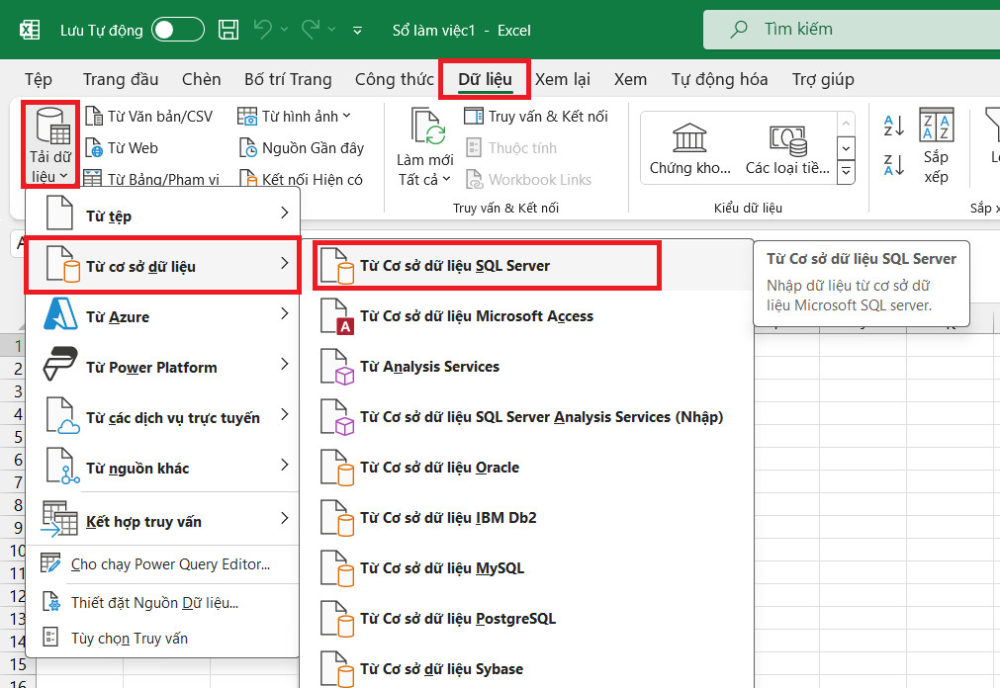 Lưu Tự động
Sổ làm việc1 - Excel
Tìm kiếm
Tệp Trang đầu Chèn Bố trí Trang Công thức Dữ liệu Xem lại Xem Tự động hóa Trợ giúp
Tải dữ
liệu
Từ Văn bản/CSV
Từ Web
Từ Bảng/Phạm vi
Từ hình ảnh
Nguồn Gần đây
Kết nối Hiện có
Làm mới
Tất cả
Truy vấn & Kết nối
Thuộc tính
Workbook Links
Truy vấn & Kết nối
Chứng kho...
Các loại tiề...
Kiểu dữ liệu
A
Z
Z
A
Z Z
A A
Sắp
xếp
Sắp x
Từ tệp
Từ cơ sở dữ liệu
Từ Azure
Từ Power Platform
Từ các dịch vụ trực tuyến
Từ nguồn khác
Kết hợp truy vấn
Cho chạy Power Query Editor...
Thiết đặt Nguồn Dữ liệu...
Tùy chọn Truy vấn
Từ Cơ sở dữ liệu SQL Server
Từ Cơ sở dữ liệu Microsoft Access
Từ Analysis Services
Từ Cơ sở dữ liệu SQL Server Analysis Services (Nhập)
Từ Cơ sở dữ liệu Oracle
Từ Cơ sở dữ liệu IBM Db2
Từ Cơ sở dữ liệu MySQL
Từ Cơ sở dữ liệu PostgreSQL
Từ Cơ sở dữ liệu Sybase
Từ Cơ sở dữ liệu SQL Server
Nhập dữ liệu từ cơ sở dữ
liệu Microsoft SQL server.
1
2
3
4
5
6
7
8
9
10
11
12
13
14
15
16